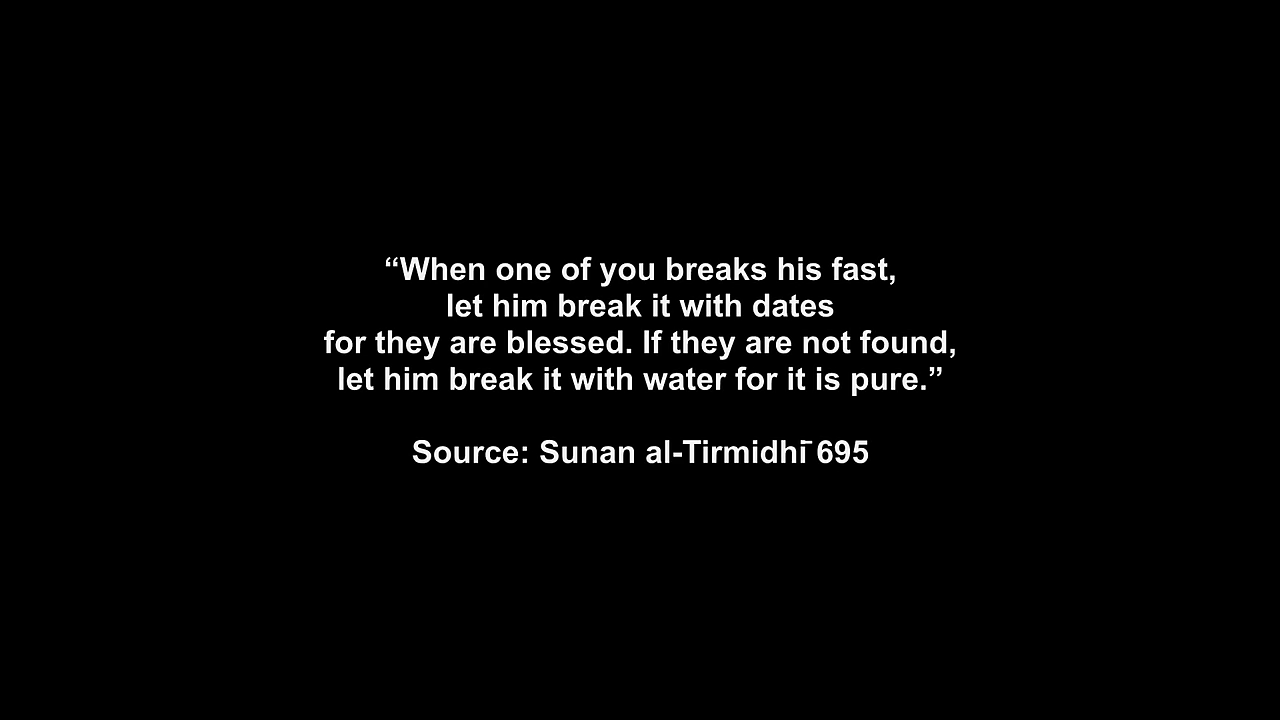 “When one of you breaks his fast,
let him break it with dates
for they are blessed. If they are not found,
let him break it with water for it is pure.”
Source: Sunan al-Tirmidhī 695